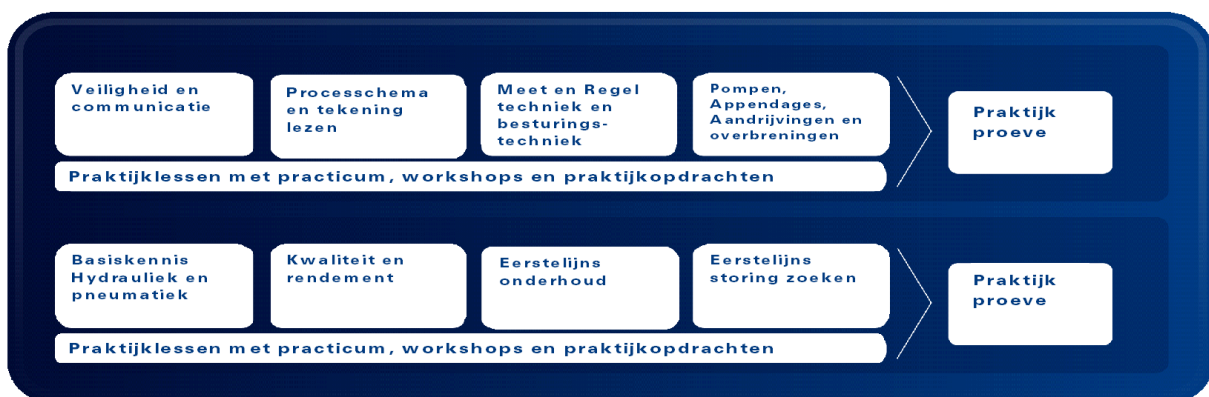 Veiligheid en
communicatie
Processchema
en tekening
lezen
Meet en Regel
techniek en
besturings-
techniek
Pompen,
Appendages,
Aandrijvingen en
overbreningen
Praktijk
proeve
Praktijklessen met practicum, workshops en praktijkopdrachten
Basiskennis
Hydrauliek en
pneumatiek
Kwaliteit en
rendement
Eerstelijns
onderhoud
Eerstelijns
storing zoeken
Praktijk
proeve
Praktijklessen met practicum, workshops en praktijkopdrachten